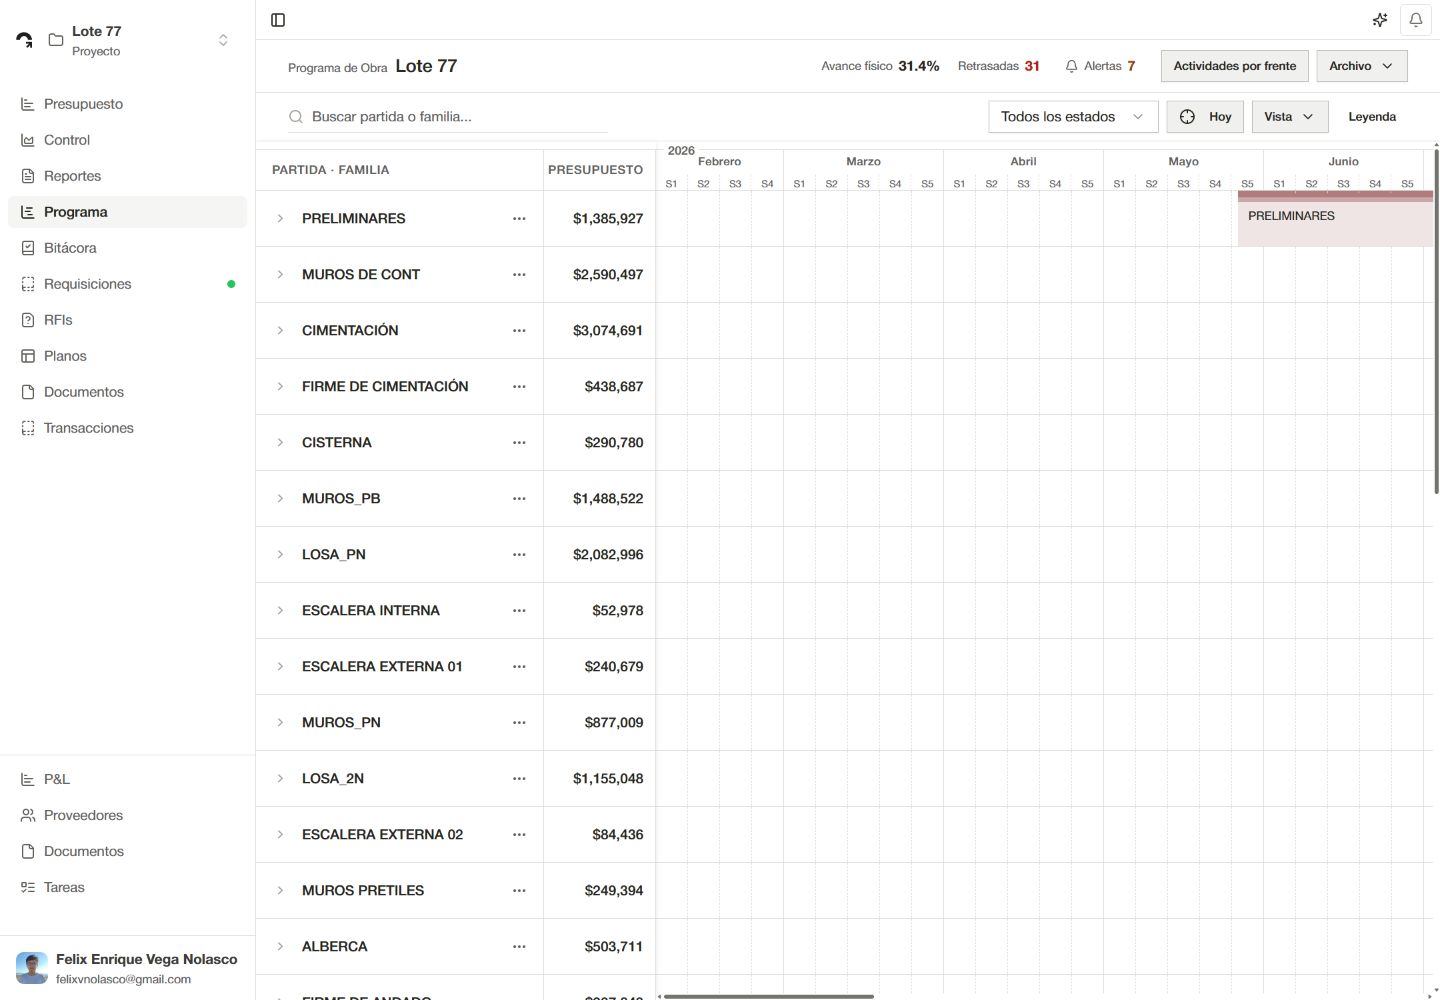 Lote 77
Proyecto
Presupuesto
Control
Reportes
Programa
Bitácora
Requisiciones
RFIs
Planos
Documentos
Transacciones
P&L
Proveedores
Documentos
Tareas
Felix Enrique Vega Nolasco
felixvnolasco@gmail.com
Programa de Obra Lote 77
Avance físico 31.4% Retrasadas 31 Alertas 7 Actividades por frente Archivo
Buscar partida o familia... Todos los estados Hoy Vista Leyenda
2026
PARTIDA · FAMILIA PRESUPUESTO Febrero Marzo Abril Mayo Junio
S1 S2 S3 S4 S1 S2 S3 S4 S5 S1 S2 S3 S4 S5 S1 S2 S3 S4 S5 S1 S2 S3 S4 S5
PRELIMINARES $1,385,927 PRELIMINARES
MUROS DE CONT $2,590,497
CIMENTACIÓN $3,074,691
FIRME DE CIMENTACIÓN $438,687
CISTERNA $290,780
MUROS_PB $1,488,522
LOSA_PN $2,082,996
ESCALERA INTERNA $52,978
ESCALERA EXTERNA 01 $240,679
MUROS_PN $877,009
LOSA_2N $1,155,048
ESCALERA EXTERNA 02 $84,436
MUROS PRETILES $249,394
ALBERCA $503,711